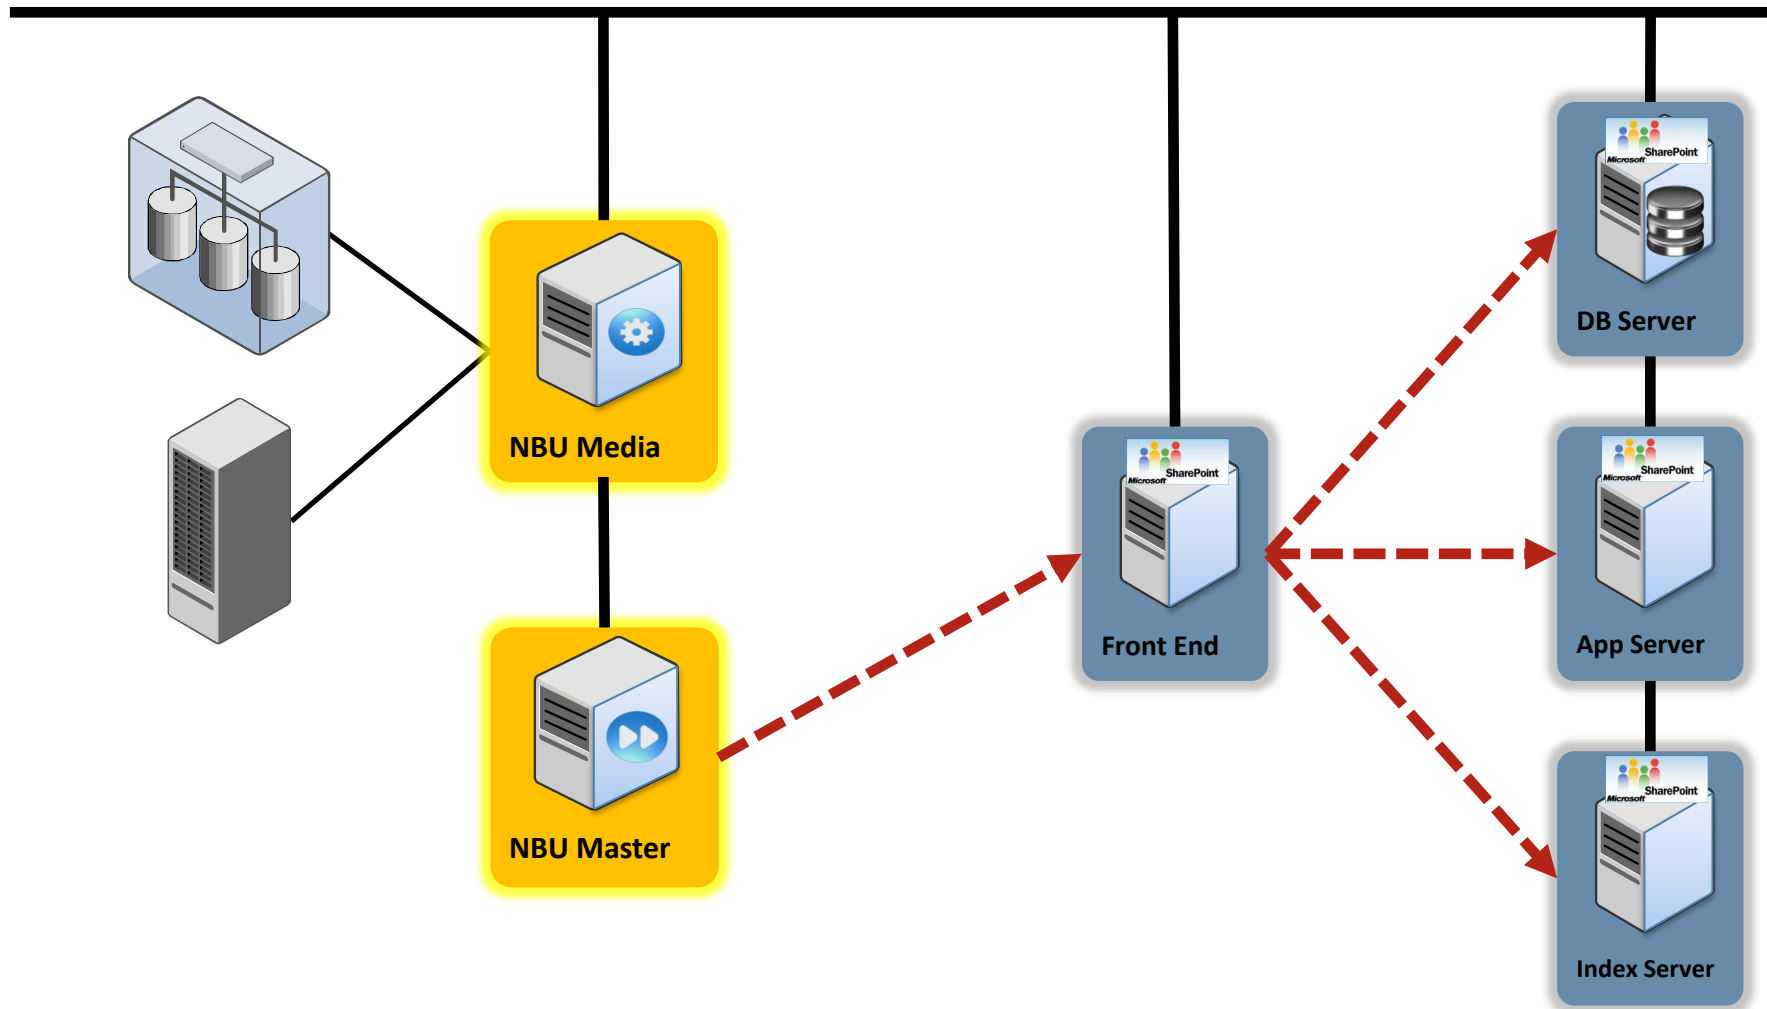 Microsoft SharePoint
DB Server
NBU Media
Microsoft SharePoint
Front End
Microsoft SharePoint
App Server
NBU Master
Microsoft SharePoint
Index Server